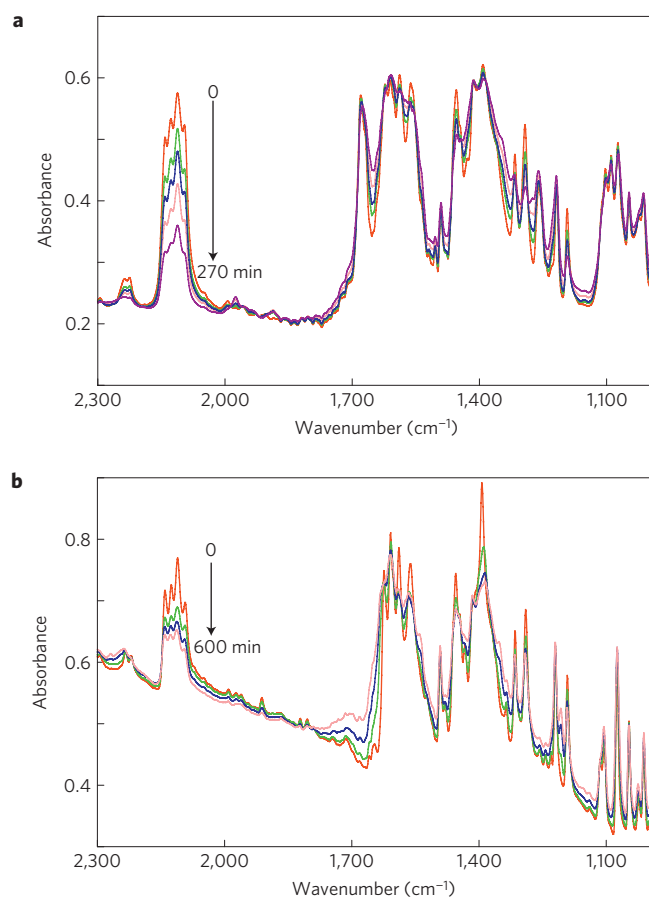 a
0.6
0.4
0.2
Absorbance
0
270 min
2,300
2,000
1,700
1,400
1,100
Wavenumber (cm⁻¹)
b
0.8
0.6
0.4
Absorbance
0
600 min
2,300
2,000
1,700
1,400
1,100
Wavenumber (cm⁻¹)